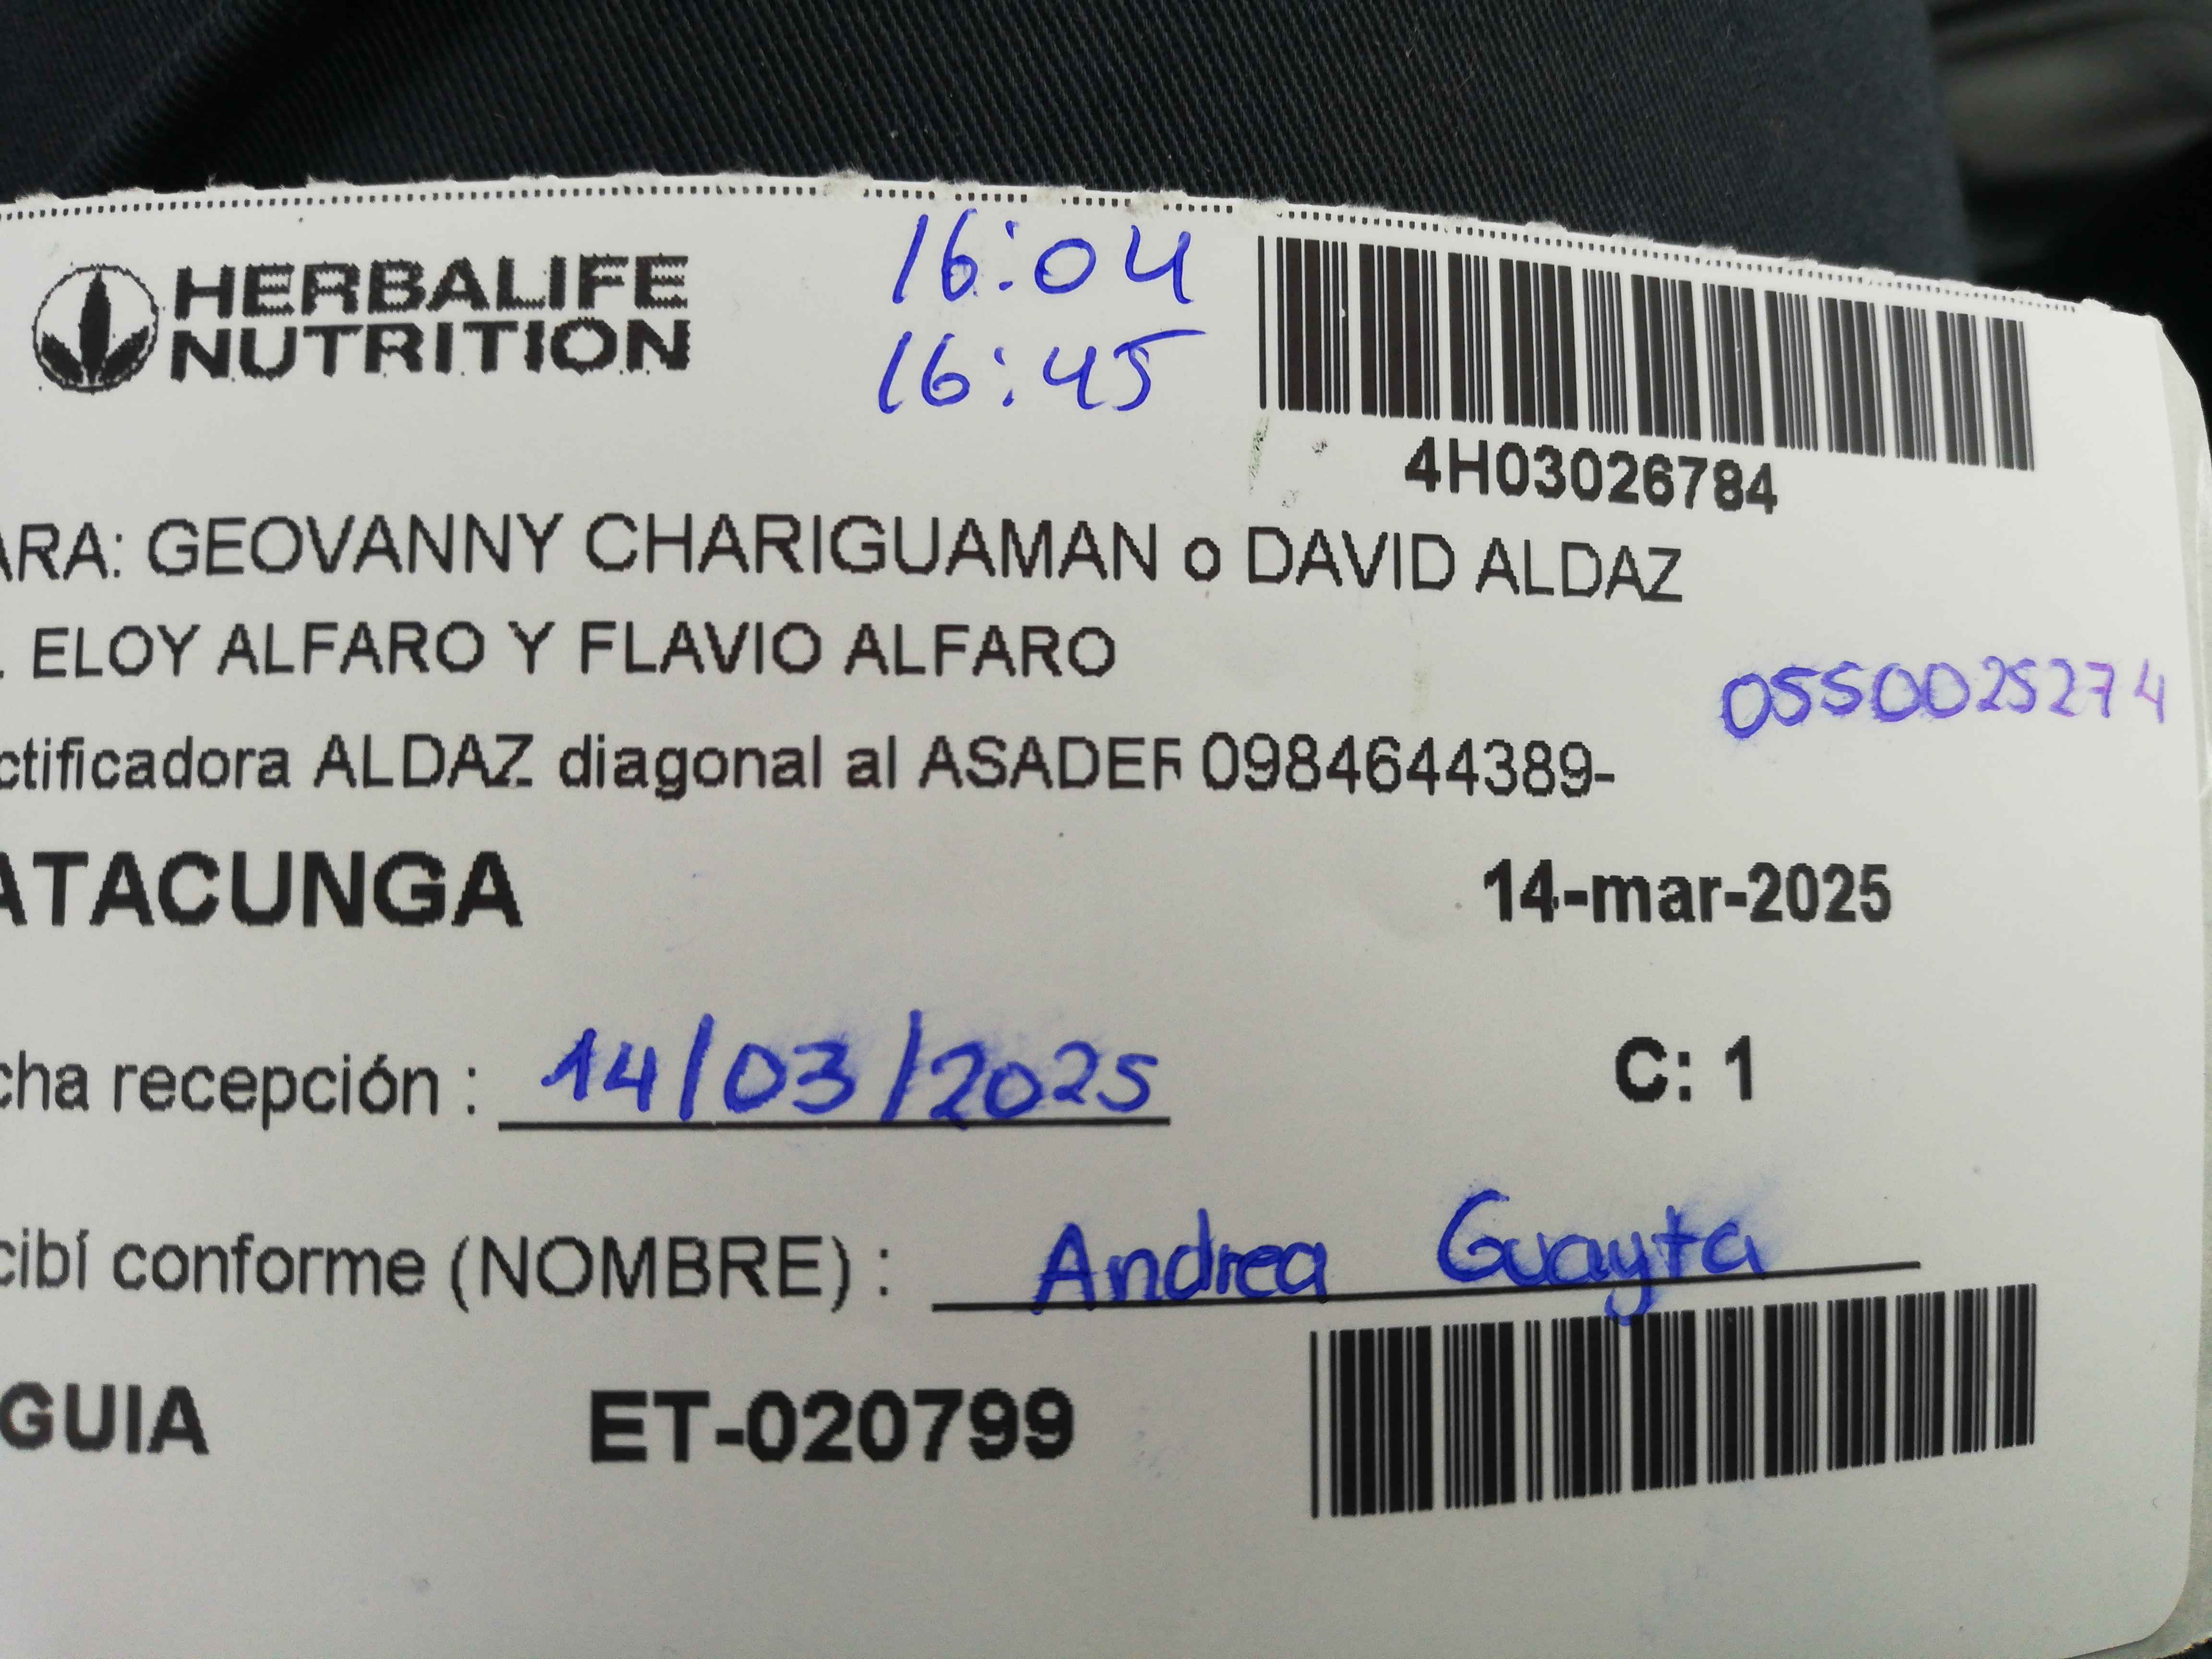 HERBALIFE
NUTRITION
16:04
16:45
4H03026784
ARA: GEOVANNY CHARIGUAMAN o DAVID ALDAZ
. ELOY ALFARO Y FLAVIO ALFARO
0550025274
ctificadora ALDAZ diagonal al ASADER 0984644389-
ATACUNGA 14-mar-2025
cha recepción : 14/03/2025 C: 1
cibí conforme (NOMBRE) : Andrea Guayta
GUIA ET-020799